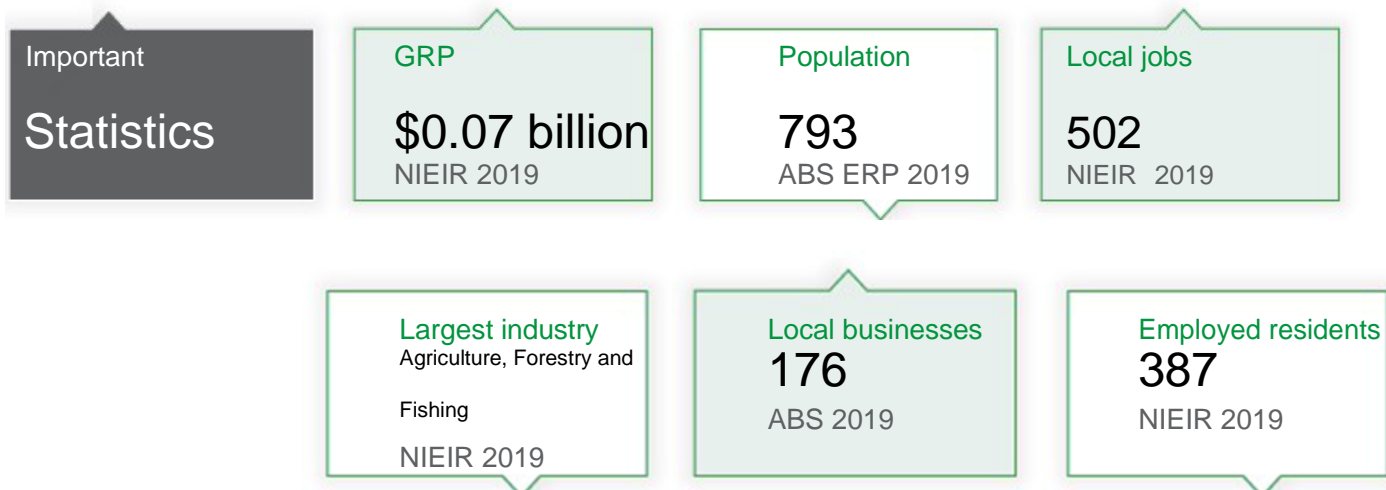 Important
Statistics
GRP
$0.07 billion
NIEIR 2019
Population
793
ABS ERP 2019
Local jobs
502
NIEIR 2019
Largest industry
Agriculture, Forestry and
Fishing
NIEIR 2019
Local businesses
176
ABS 2019
Employed residents
387
NIEIR 2019